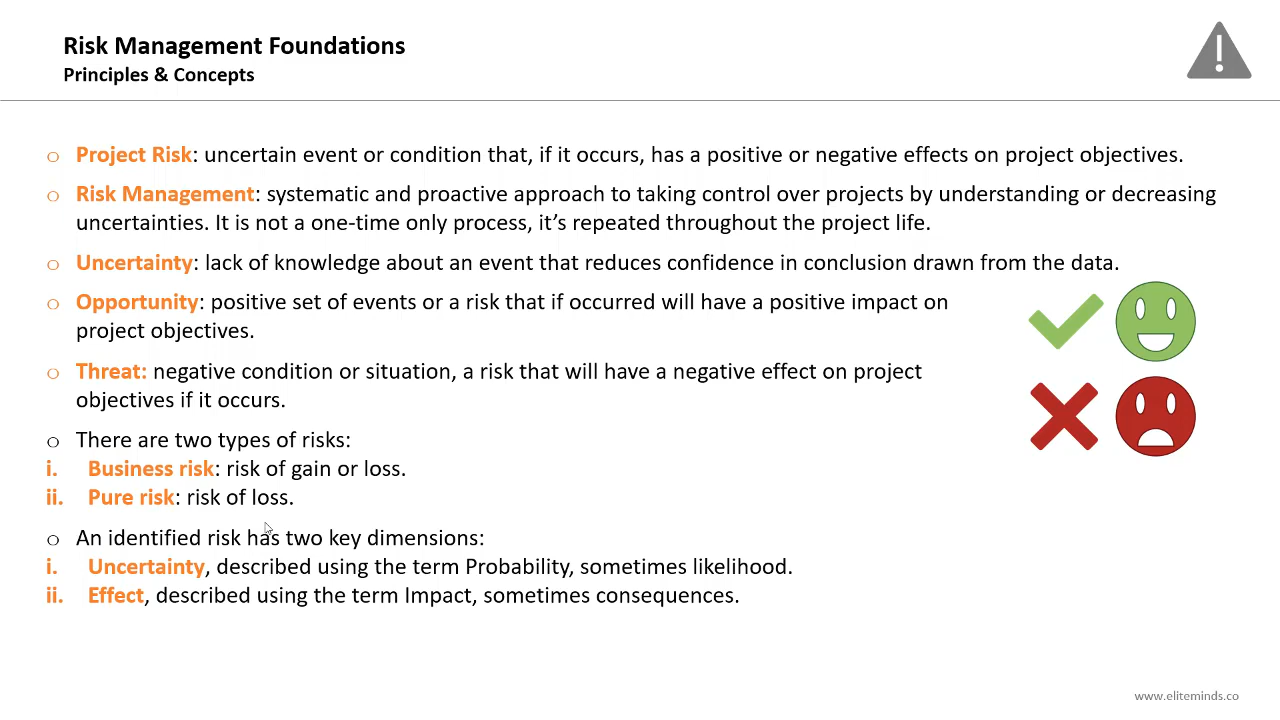 Risk Management Foundations
Principles & Concepts
o Project Risk: uncertain event or condition that, if it occurs, has a positive or negative effects on project objectives.
o Risk Management: systematic and proactive approach to taking control over projects by understanding or decreasing
uncertainties. It is not a one-time only process, it's repeated throughout the project life.
o Uncertainty: lack of knowledge about an event that reduces confidence in conclusion drawn from the data.
o Opportunity: positive set of events or a risk that if occurred will have a positive impact on
project objectives.
o Threat: negative condition or situation, a risk that will have a negative effect on project
objectives if it occurs.
o There are two types of risks:
i. Business risk: risk of gain or loss.
ii. Pure risk: risk of loss.
o An identified risk has two key dimensions:
i. Uncertainty, described using the term Probability, sometimes likelihood.
ii. Effect, described using the term Impact, sometimes consequences.
www.eliteminds.co